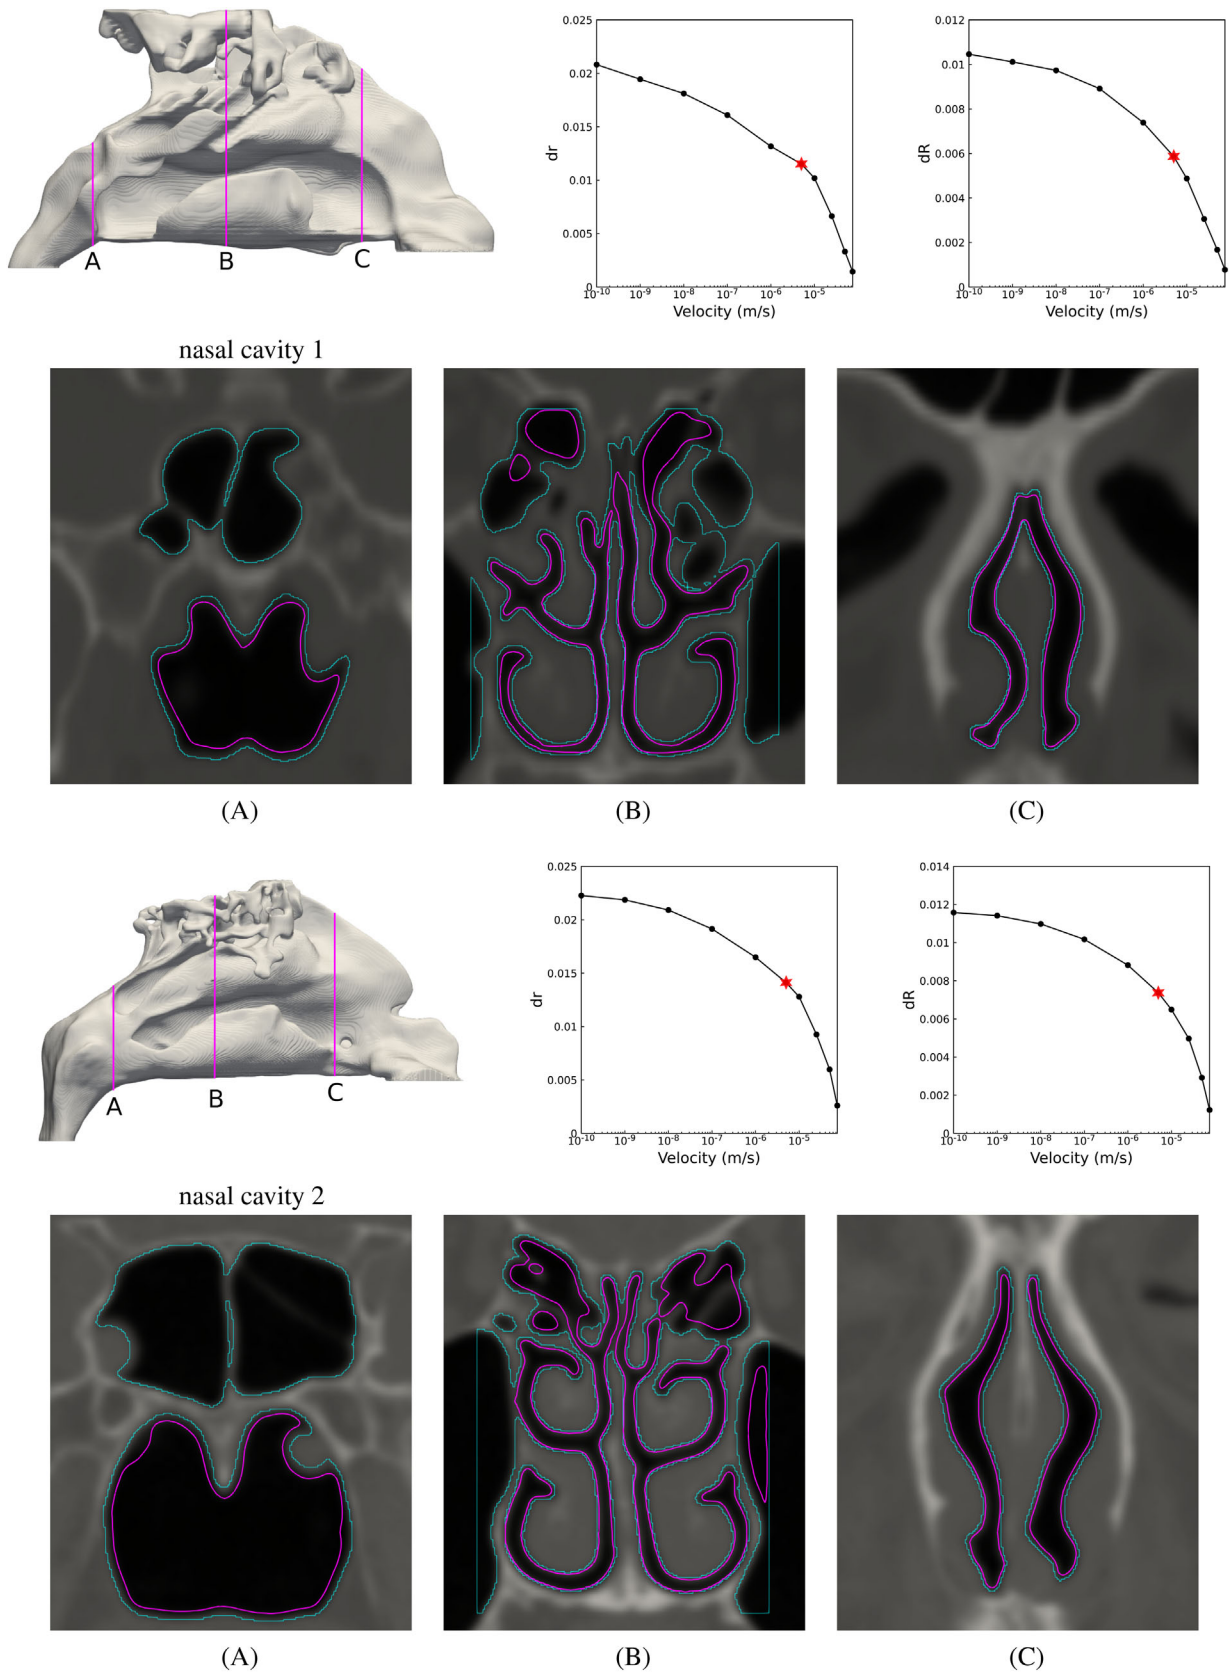 A
B
C
0.025
0.02
0.015
0.01
0.005
0
dr
10⁻¹⁰ 10⁻⁹ 10⁻⁸ 10⁻⁷ 10⁻⁶ 10⁻⁵
Velocity (m/s)
0.012
0.01
0.008
0.006
0.004
0.002
0
dR
10⁻¹⁰ 10⁻⁹ 10⁻⁸ 10⁻⁷ 10⁻⁶ 10⁻⁵
Velocity (m/s)
nasal cavity 1
(A) (B) (C)
A
B
C
0.025
0.02
0.015
0.01
0.005
0
dr
10⁻¹⁰ 10⁻⁹ 10⁻⁸ 10⁻⁷ 10⁻⁶ 10⁻⁵
Velocity (m/s)
0.014
0.012
0.01
0.008
0.006
0.004
0.002
0
dR
10⁻¹⁰ 10⁻⁹ 10⁻⁸ 10⁻⁷ 10⁻⁶ 10⁻⁵
Velocity (m/s)
nasal cavity 2
(A) (B) (C)